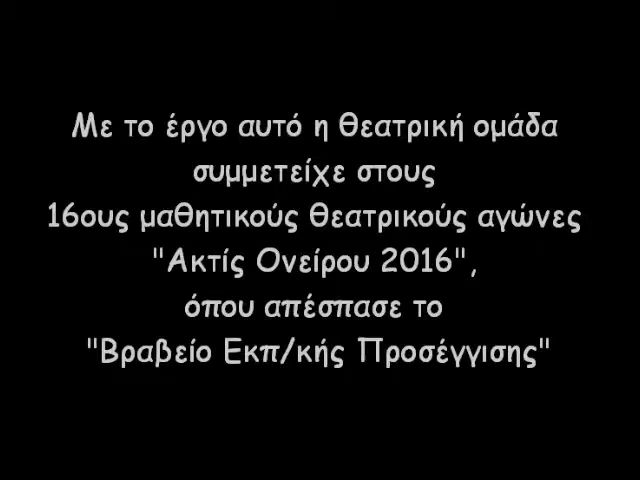 Με το έργο αυτό η θεατρική ομάδα
συμμετείχε στους
16ους μαθητικούς θεατρικούς αγώνες
"Ακτίς Ονείρου 2016",
όπου απέσπασε το
"Βραβείο Εκπ/κής Προσέγγισης"